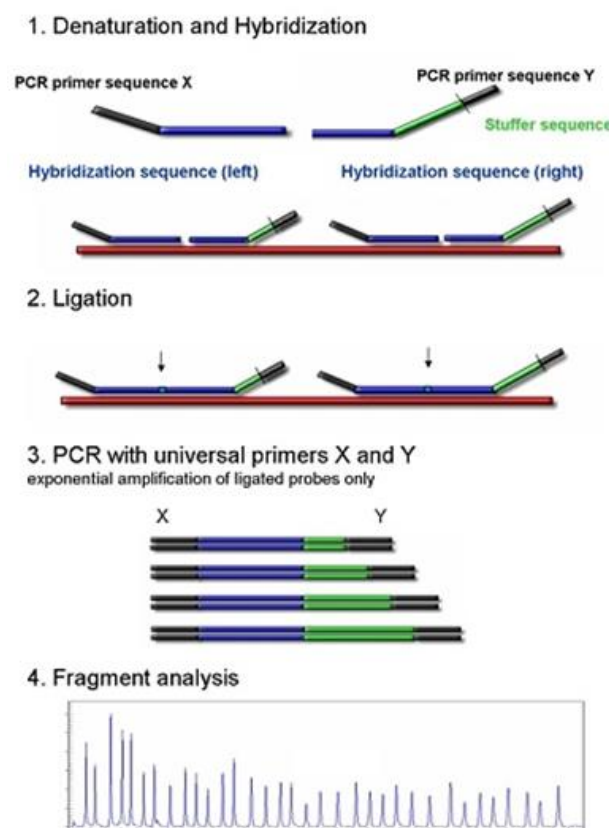 1. Denaturation and Hybridization
PCR primer sequence X
PCR primer sequence Y
Stuffer sequence
Hybridization sequence (left)
Hybridization sequence (right)
2. Ligation
3. PCR with universal primers X and Y
exponential amplification of ligated probes only
X Y
4. Fragment analysis